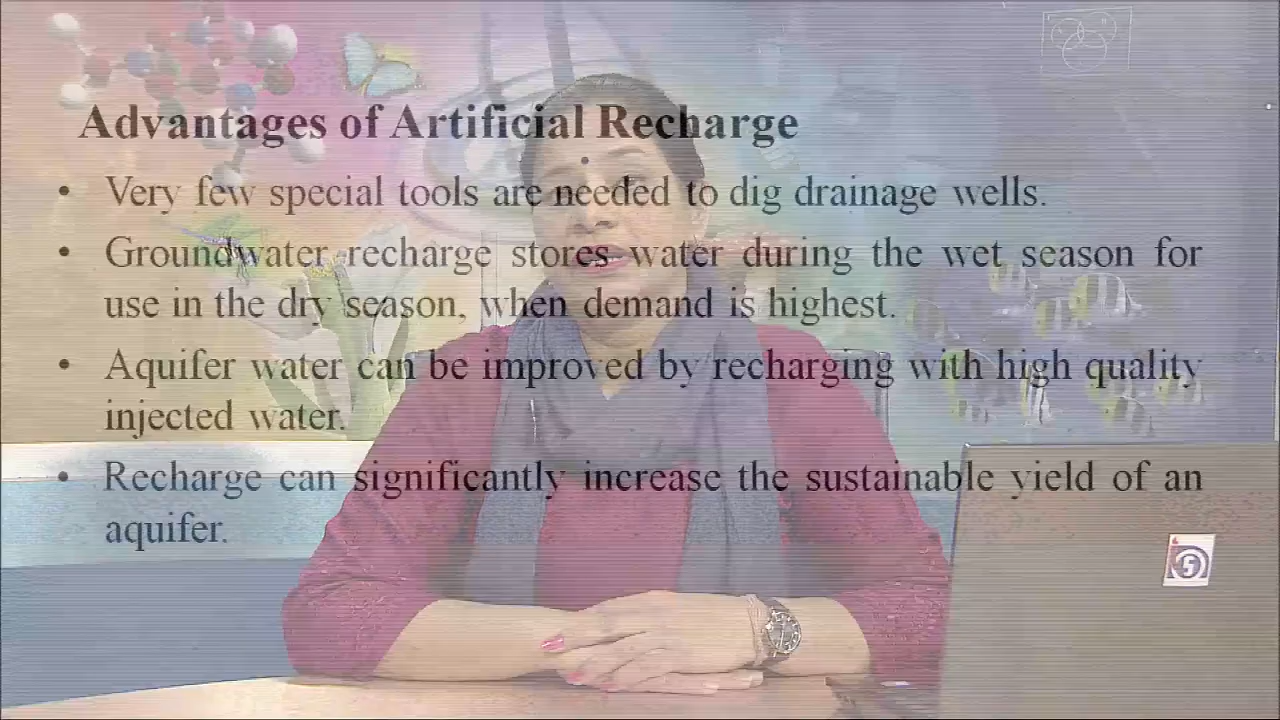 Advantages of Artificial Recharge
• Very few special tools are needed to dig drainage wells.
• Groundwater recharge stores water during the wet season for
use in the dry season, when demand is highest.
• Aquifer water can be improved by recharging with high quality
injected water.
• Recharge can significantly increase the sustainable yield of an
aquifer.